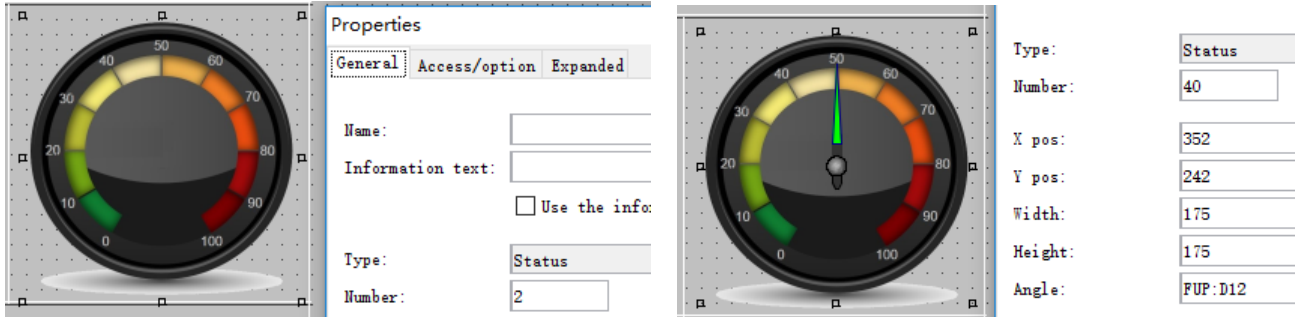 50
40
60
30
70
20
80
10
90
0
100
Properties
General
Access/option
Expanded
Name:
Information text:
Use the info
Type:
Status
Number:
2
50
40
60
30
70
20
80
10
90
0
100
Type:
Status
Number:
40
X pos:
352
Y pos:
242
Width:
175
Height:
175
Angle:
FUP:D12